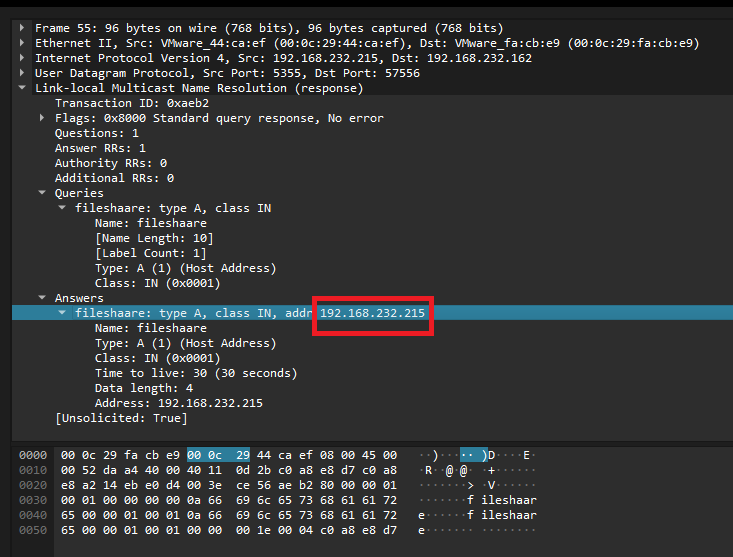 Frame 55: 96 bytes on wire (768 bits), 96 bytes captured (768 bits)
Ethernet II, Src: VMware_44:ca:ef (00:0c:29:44:ca:ef), Dst: VMware_fa:cb:e9 (00:0c:29:fa:cb:e9)
Internet Protocol Version 4, Src: 192.168.232.215, Dst: 192.168.232.162
User Datagram Protocol, Src Port: 5355, Dst Port: 57556
Link-local Multicast Name Resolution (response)
Transaction ID: 0xaeb2
Flags: 0x8000 Standard query response, No error
Questions: 1
Answer RRs: 1
Authority RRs: 0
Additional RRs: 0
Queries
fileshaare: type A, class IN
Name: fileshaare
[Name Length: 10]
[Label Count: 1]
Type: A (1) (Host Address)
Class: IN (0x0001)
Answers
fileshaare: type A, class IN, addr 192.168.232.215
Name: fileshaare
Type: A (1) (Host Address)
Class: IN (0x0001)
Time to live: 30 (30 seconds)
Data length: 4
Address: 192.168.232.215
[Unsolicited: True]
0000 00 0c 29 fa cb e9 00 0c 29 44 ca ef 08 00 45 00 ··)····· )D····E·
0010 00 52 da a4 40 00 40 11 0d 2b c0 a8 e8 d7 c0 a8 ·R··@·@· ·+······
0020 e8 a2 14 eb e0 d4 00 3e ce 56 ae b2 80 00 00 01 ·······> ·V······
0030 00 01 00 00 00 00 0a 66 69 6c 65 73 68 61 61 72 ·······f ileshaar
0040 65 00 00 01 00 01 0a 66 69 6c 65 73 68 61 61 72 e······f ileshaar
0050 65 00 00 01 00 01 00 00 00 1e 00 04 c0 a8 e8 d7 e······· ········